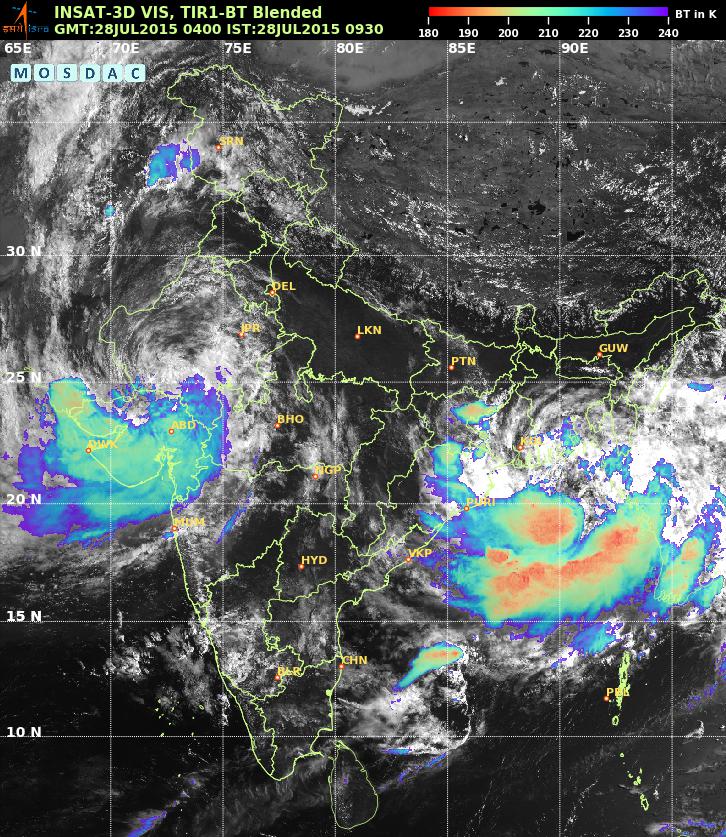 INSAT-3D VIS, TIR1-BT Blended
GMT:28JUL2015 0400 IST:28JUL2015 0930
BT in K
180 190 200 210 220 230 240
65E 70E 75E 80E 85E 90E
MOSDAC
SRN
30 N
DEL
JPR LKN GUW
PTN
25 N
ABD BHO
DWK KOL
NGP
20 N PURI
MUM
VKP
HYD
15 N
CHN
BLR
PBL
10 N